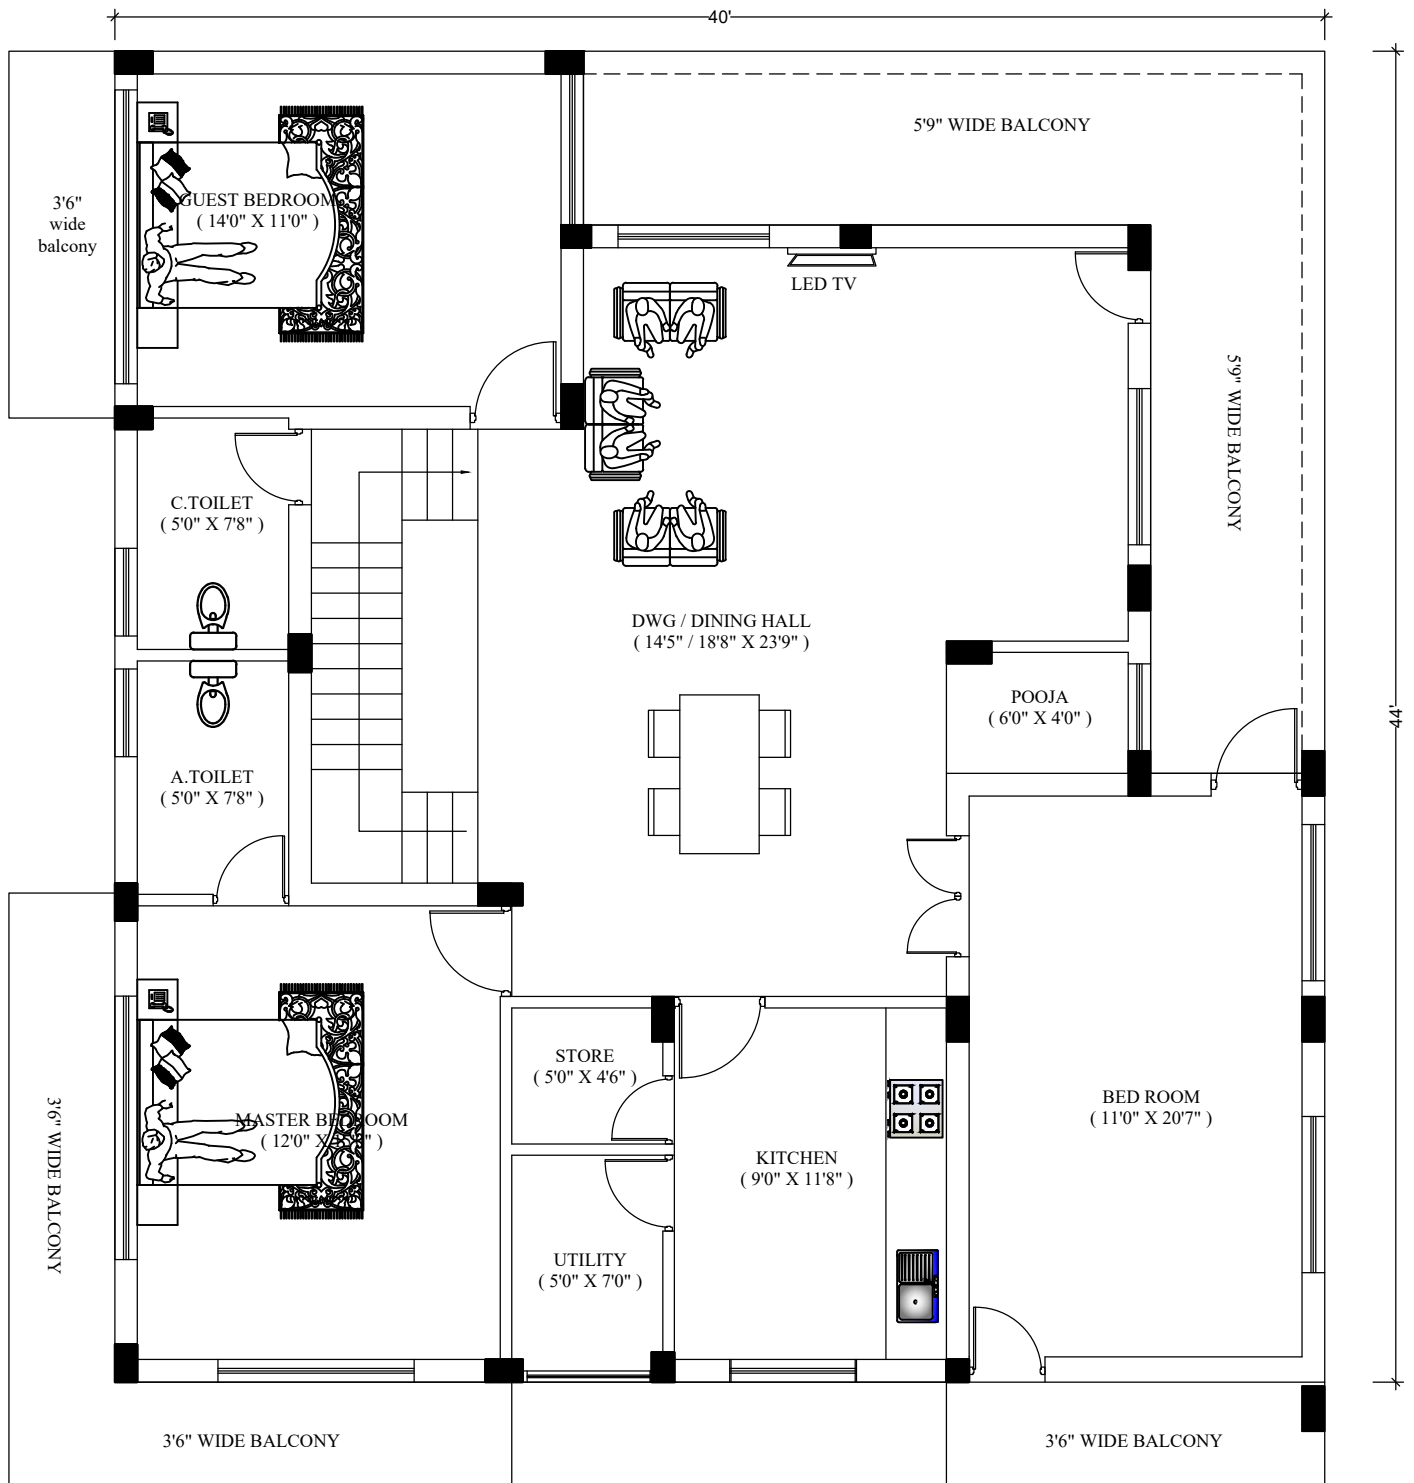 40'
5'9" WIDE BALCONY
3'6"
wide
balcony
GUEST BEDROOM
( 14'0" X 11'0" )
LED TV
5'9" WIDE BALCONY
C.TOILET
( 5'0" X 7'8" )
DWG / DINING HALL
( 14'5" / 18'8" X 23'9" )
POOJA
( 6'0" X 4'0" )
44'
A.TOILET
( 5'0" X 7'8" )
STORE
( 5'0" X 4'6" )
BED ROOM
( 11'0" X 20'7" )
MASTER BEDROOM
( 12'0" X )
3'6" WIDE BALCONY
KITCHEN
( 9'0" X 11'8" )
UTILITY
( 5'0" X 7'0" )
3'6" WIDE BALCONY
3'6" WIDE BALCONY